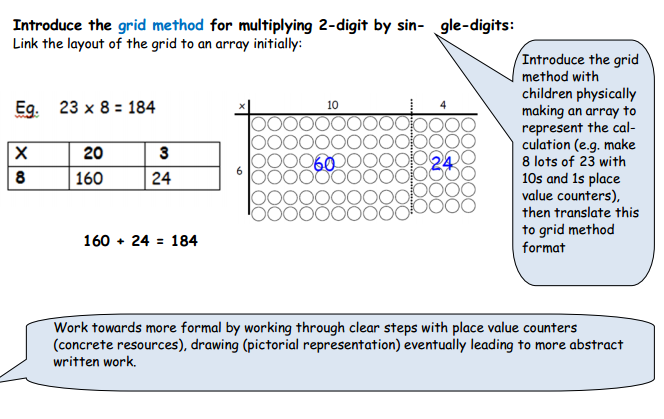 Introduce the grid method for multiplying 2-digit by sin- gle-digits:
Link the layout of the grid to an array initially:
Eg. 23 x 8 = 184
X 20 3
8 160 24
160 + 24 = 184
x 10 4
6 60 24
Introduce the grid
method with
children physically
making an array to
represent the cal-
culation (e.g. make
8 lots of 23 with
10s and 1s place
value counters),
then translate this
to grid method
format
Work towards more formal by working through clear steps with place value counters
(concrete resources), drawing (pictorial representation) eventually leading to more abstract
written work.